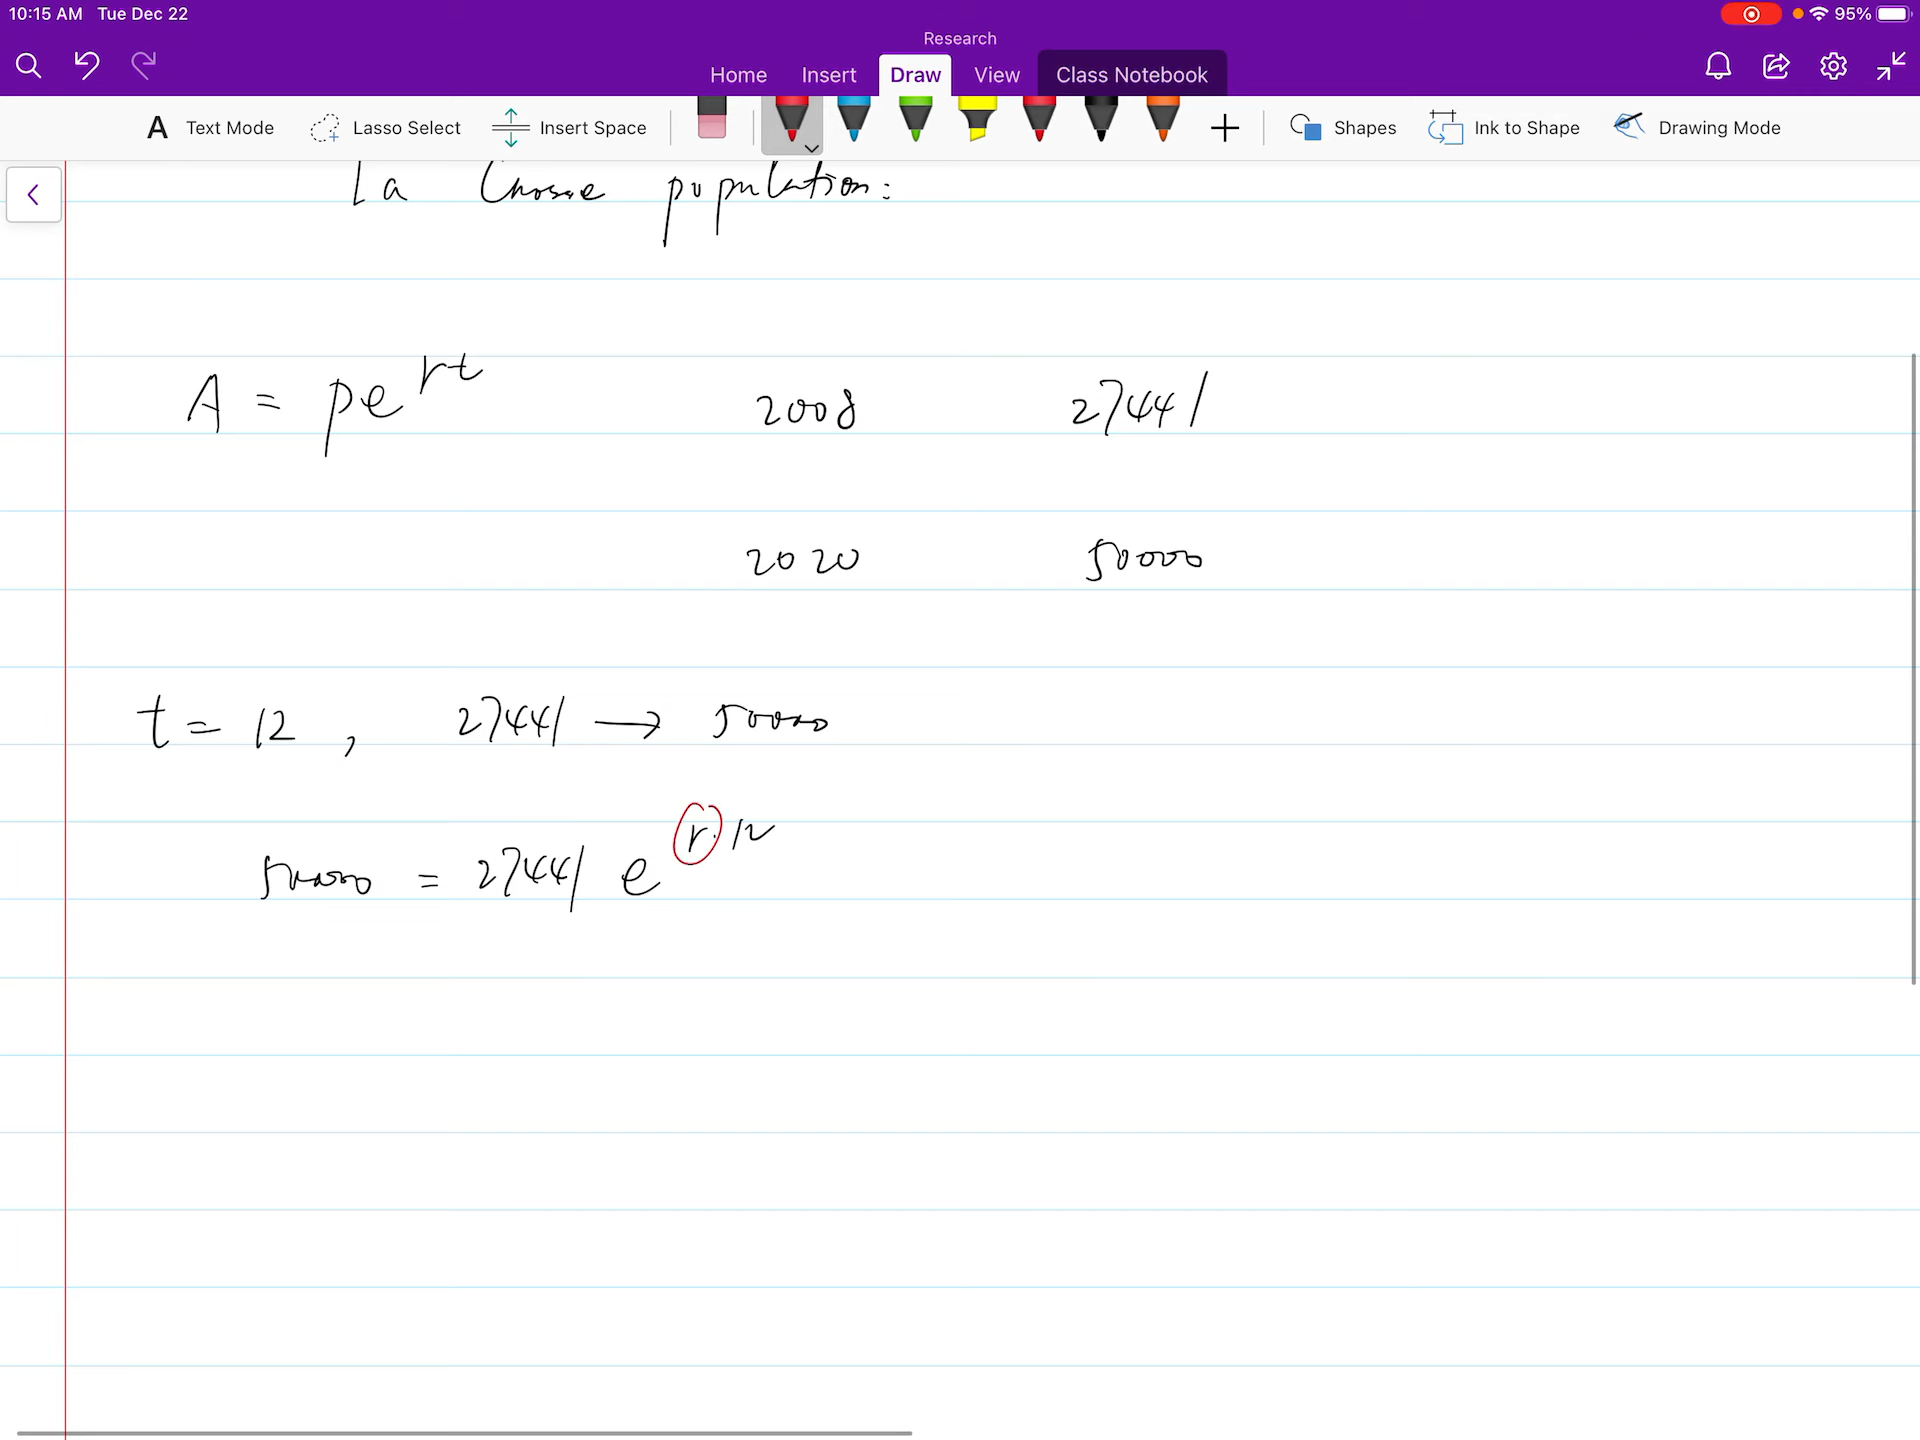 10:15 AM Tue Dec 22
95%
Research
Home Insert Draw View Class Notebook
A Text Mode Lasso Select Insert Space Shapes Ink to Shape Drawing Mode
La Crosse population:
A = pe^rt 2008 27441
2020 50000
t = 12 , 27441 → 50000
50000 = 27441 e^r·12